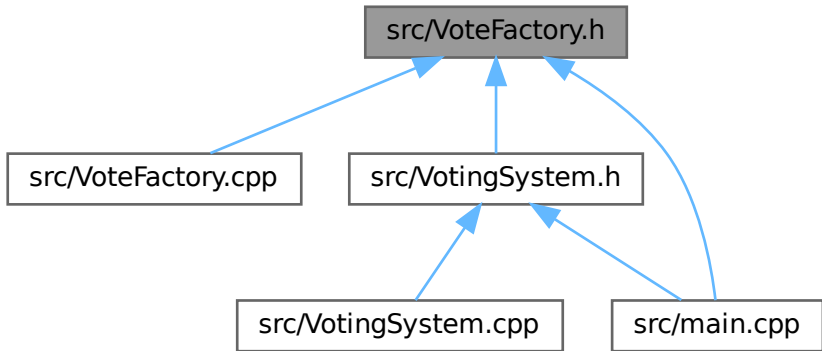 src/VoteFactory.h
src/VoteFactory.cpp
src/VotingSystem.h
src/VotingSystem.cpp
src/main.cpp